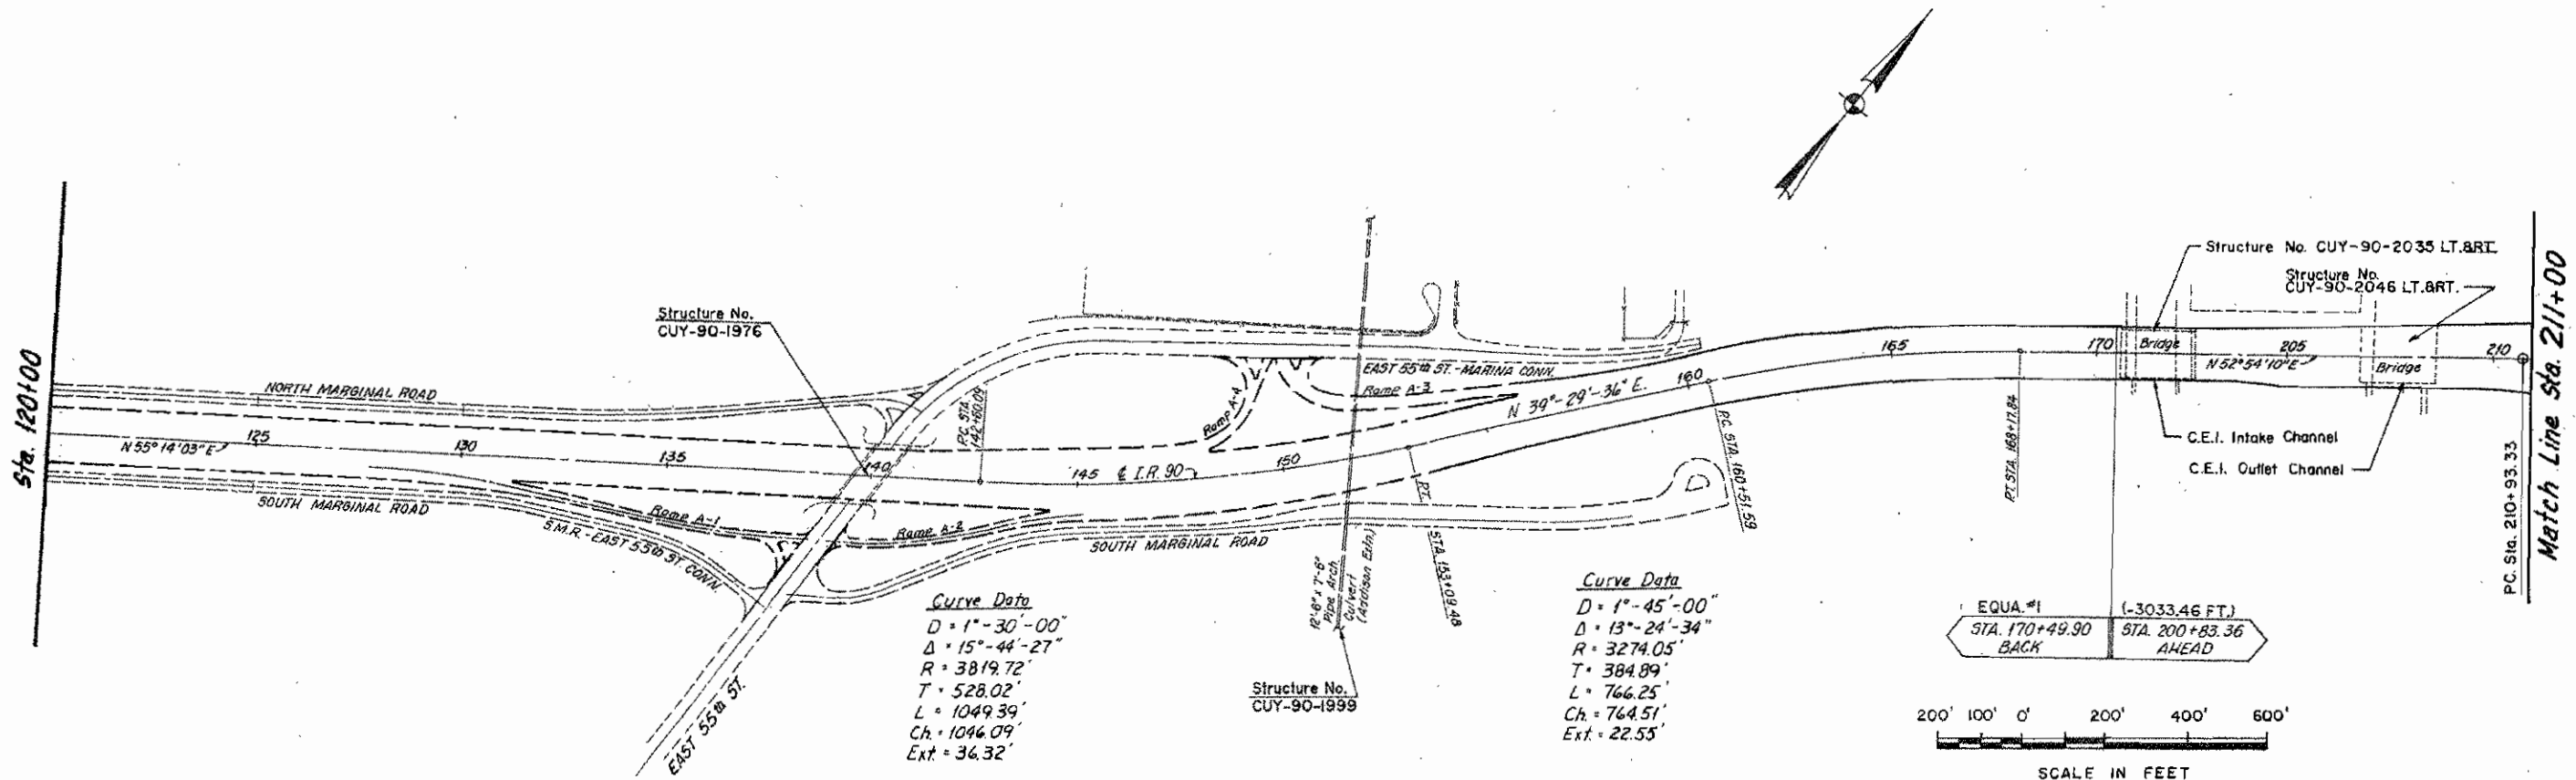 Sta. 120+00
NORTH MARGINAL ROAD
N 55° 14' 03" E
125
130
135
140
145
₵ I.R. 90
150
SOUTH MARGINAL ROAD
S.M.R. - EAST 55th ST. CONN.
Ramp A-1
Ramp A-2
SOUTH MARGINAL ROAD
EAST 55th ST.
Structure No.
CUY-90-1976
P.C. STA.
142+60.09
Ramp A-4
EAST 55th ST.-MARINA CONN.
Ramp A-3
N 39°-29'-36" E.
160
165
170
Bridge
N 52° 54' 10" E
205
Bridge
210
P.T.
STA. 153+09.48
P.C. STA. 160+51.59
P.T. STA. 168+17.84
12'-6" x 7'-6"
Pipe Arch
Culvert
(Addison Extn.)
Structure No.
CUY-90-1999
Structure No. CUY-90-2035 LT.&RT.
Structure No.
CUY-90-2046 LT.&RT.
C.E.I. Intake Channel
C.E.I. Outlet Channel
P.C. Sta. 210+93.33
Match Line Sta. 211+00
Curve Data
D = 1°-30'-00"
Δ = 15°-44'-27"
R = 3819.72'
T = 528.02'
L = 1049.39'
Ch. = 1046.09'
Ext. = 36.32'
Curve Data
D = 1°-45'-00"
Δ = 13°-24'-34"
R = 3274.05'
T = 384.89'
L = 766.25'
Ch. = 764.51'
Ext. = 22.55'
EQUA. #1 (-3033.46 FT.)
STA. 170+49.90 STA. 200+83.36
BACK AHEAD
200' 100' 0' 200' 400' 600'
SCALE IN FEET